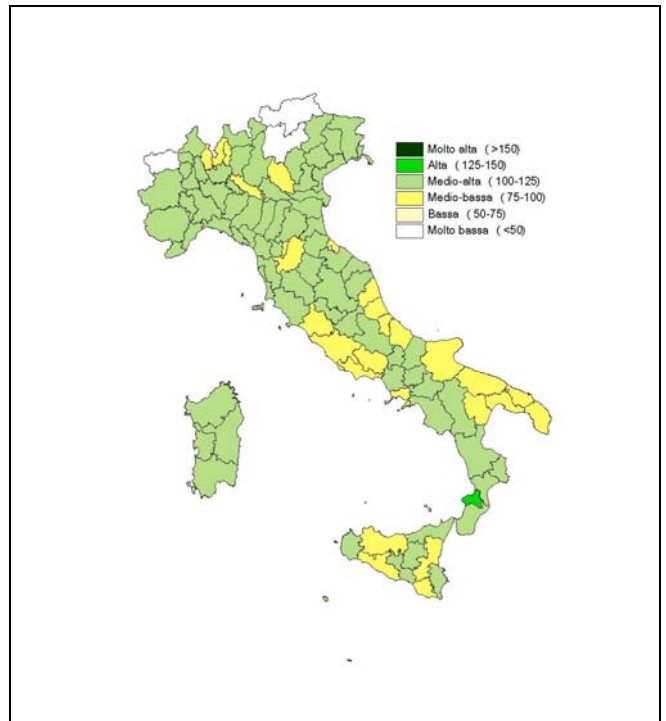 Molto alta (>150)
Alta (125-150)
Medio-alta (100-125)
Medio-bassa (75-100)
Bassa (50-75)
Molto bassa (<50)